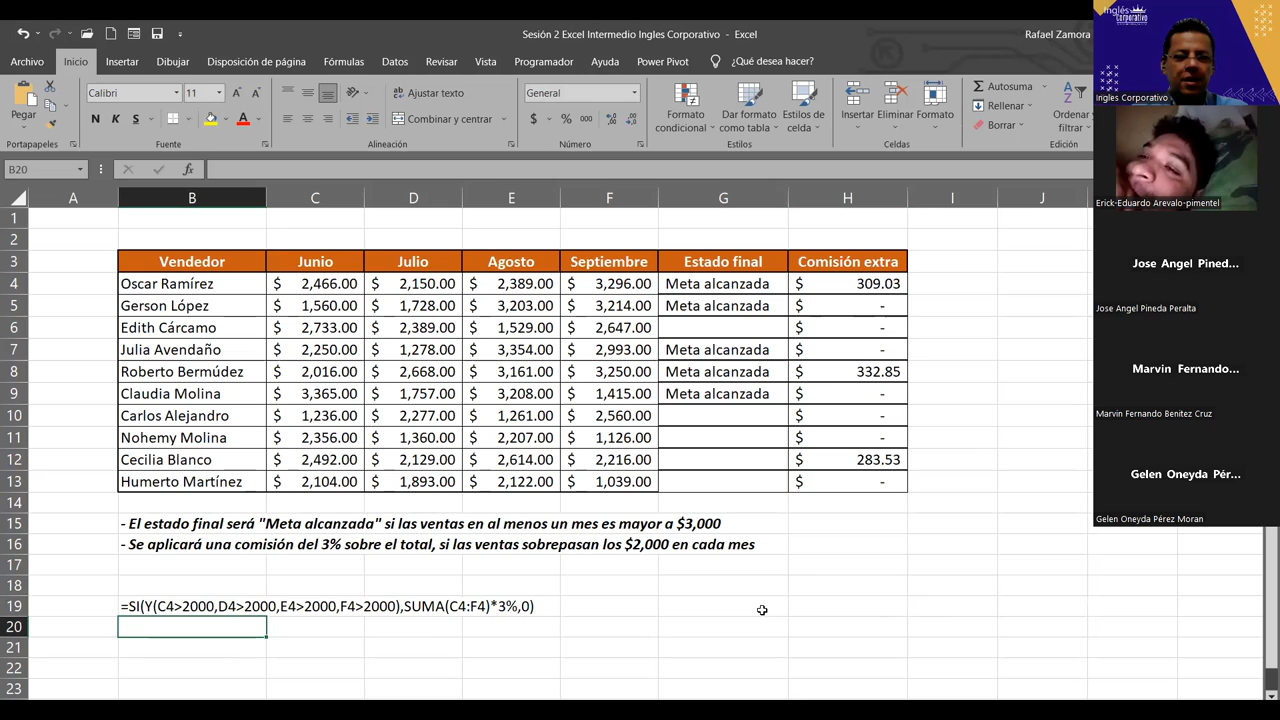 Sesión 2 Excel Intermedio Ingles Corporativo - Excel
Rafael Zamora
Archivo Inicio Insertar Dibujar Disposición de página Fórmulas Datos Revisar Vista Programador Ayuda Power Pivot ¿Qué desea hacer?
Pegar
Calibri 11
N K S
Ajustar texto
Combinar y centrar
General
$ % 000
Formato condicional
Dar formato como tabla
Estilos de celda
Insertar Eliminar Formato
Autosuma
Rellenar
Borrar
Ordenar y filtrar
Portapapeles Fuente Alineación Número Estilos Celdas Edición
B20 fx
A B C D E F G H I J
1
2
3 Vendedor Junio Julio Agosto Septiembre Estado final Comisión extra
4 Oscar Ramírez $ 2,466.00 $ 2,150.00 $ 2,389.00 $ 3,296.00 Meta alcanzada $ 309.03
5 Gerson López $ 1,560.00 $ 1,728.00 $ 3,203.00 $ 3,214.00 Meta alcanzada $ -
6 Edith Cárcamo $ 2,733.00 $ 2,389.00 $ 1,529.00 $ 2,647.00 $ -
7 Julia Avendaño $ 2,250.00 $ 1,278.00 $ 3,354.00 $ 2,993.00 Meta alcanzada $ -
8 Roberto Bermúdez $ 2,016.00 $ 2,668.00 $ 3,161.00 $ 3,250.00 Meta alcanzada $ 332.85
9 Claudia Molina $ 3,365.00 $ 1,757.00 $ 3,208.00 $ 1,415.00 Meta alcanzada $ -
10 Carlos Alejandro $ 1,236.00 $ 2,277.00 $ 1,261.00 $ 2,560.00 $ -
11 Nohemy Molina $ 2,356.00 $ 1,360.00 $ 2,207.00 $ 1,126.00 $ -
12 Cecilia Blanco $ 2,492.00 $ 2,129.00 $ 2,614.00 $ 2,216.00 $ 283.53
13 Humerto Martínez $ 2,104.00 $ 1,893.00 $ 2,122.00 $ 1,039.00 $ -
14
15 - El estado final será "Meta alcanzada" si las ventas en al menos un mes es mayor a $3,000
16 - Se aplicará una comisión del 3% sobre el total, si las ventas sobrepasan los $2,000 en cada mes
17
18
19 =SI(Y(C4>2000,D4>2000,E4>2000,F4>2000),SUMA(C4:F4)*3%,0)
20
21
22
23
Inglés
Corporativo
Ingles Corporativo
Erick-Eduardo Arevalo-pimentel
Jose Angel Pined...
Jose Angel Pineda Peralta
Marvin Fernando...
Marvin Fernando Benitez Cruz
Gelen Oneyda Pér...
Gelen Oneyda Pérez Moran